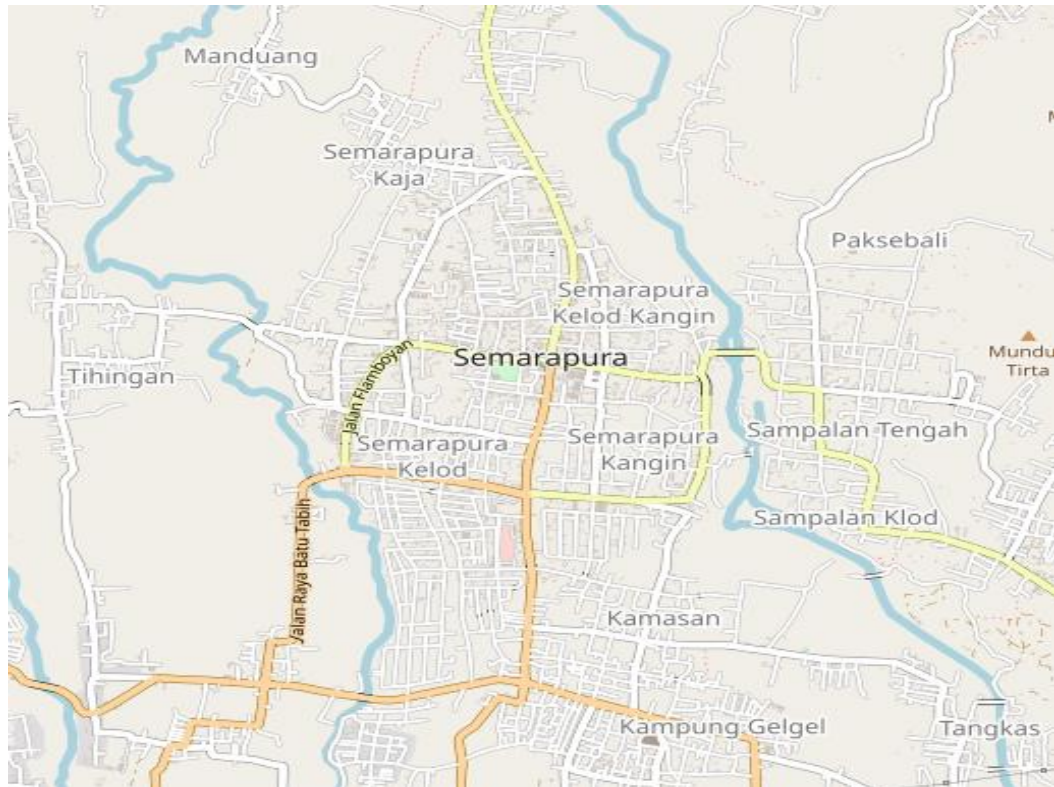 Manduang
Semarapura
Kaja
Paksebali
Semarapura
Kelod Kangin
Mundu
Tirta
Semarapura
Tihingan
Jalan Flamboyan
Semarapura
Kelod
Semarapura
Kangin
Sampalan Tengah
Sampalan Klod
Jalan Raya Batu Tabih
Kamasan
Kampung Gelgel
Tangkas